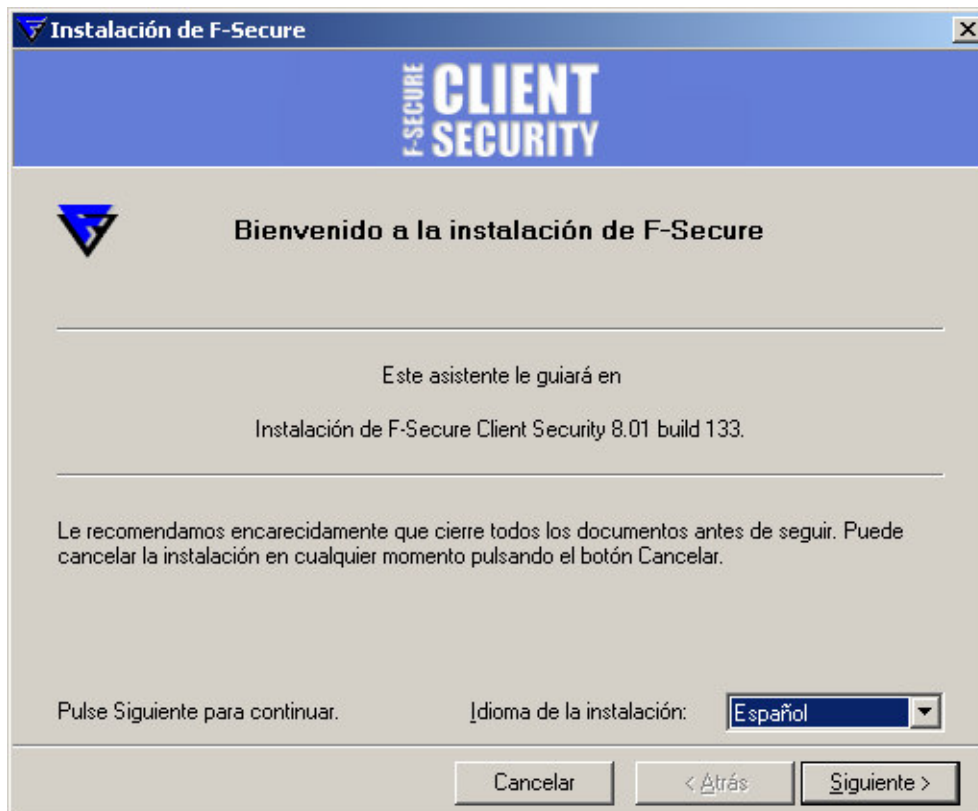 Instalación de F-Secure
F-SECURE
CLIENT
SECURITY
Bienvenido a la instalación de F-Secure
Este asistente le guiará en
Instalación de F-Secure Client Security 8.01 build 133.
Le recomendamos encarecidamente que cierre todos los documentos antes de seguir. Puede
cancelar la instalación en cualquier momento pulsando el botón Cancelar.
Pulse Siguiente para continuar.
Idioma de la instalación:
Español
Cancelar
< Atrás
Siguiente >